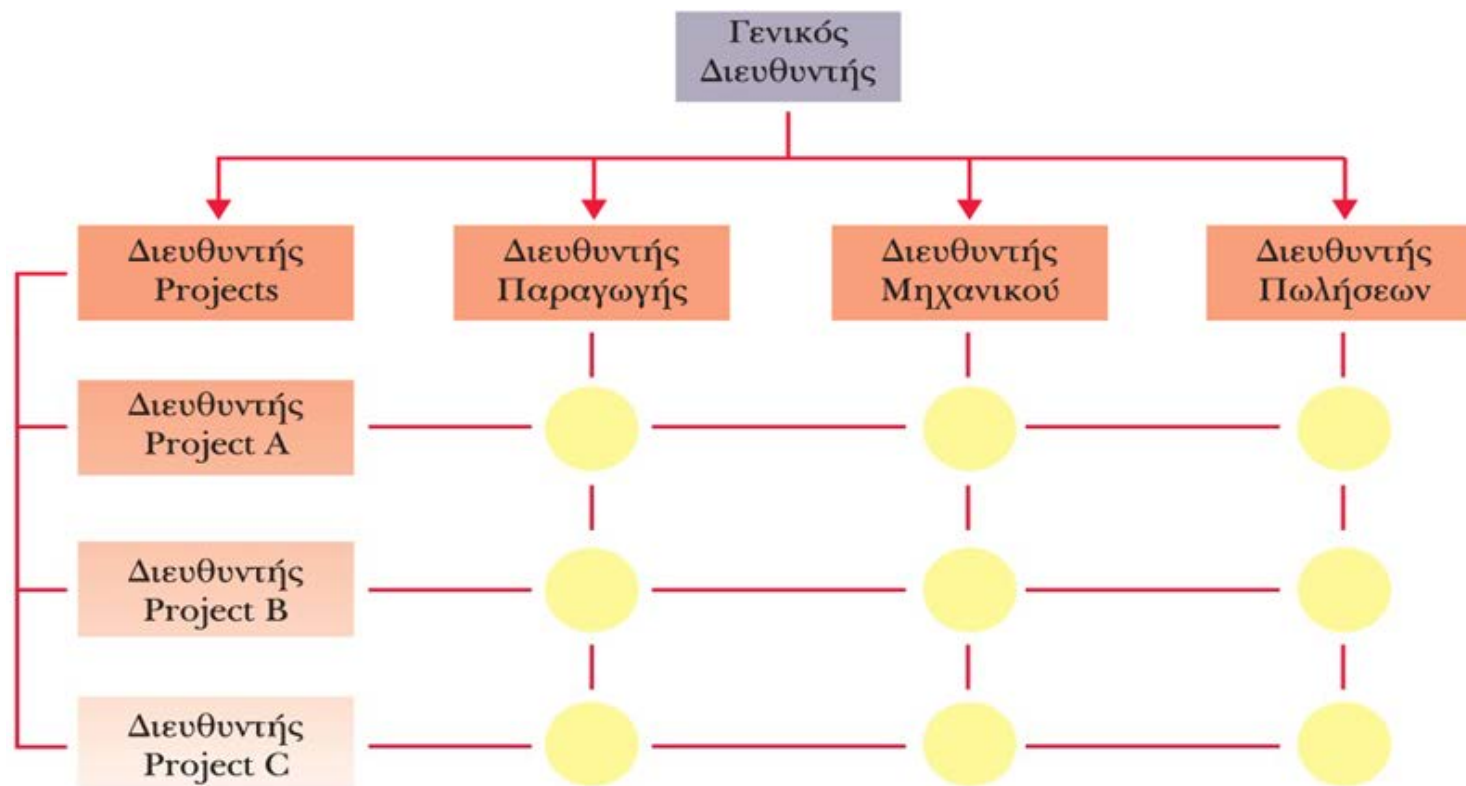 Γενικός
Διευθυντής
Διευθυντής
Projects
Διευθυντής
Παραγωγής
Διευθυντής
Μηχανικού
Διευθυντής
Πωλήσεων
Διευθυντής
Project A
Διευθυντής
Project B
Διευθυντής
Project C